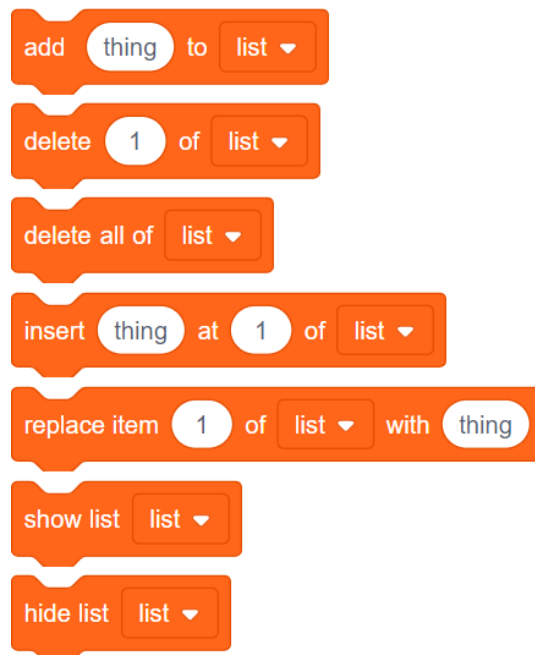 add thing to list
delete 1 of list
delete all of list
insert thing at 1 of list
replace item 1 of list with thing
show list list
hide list list